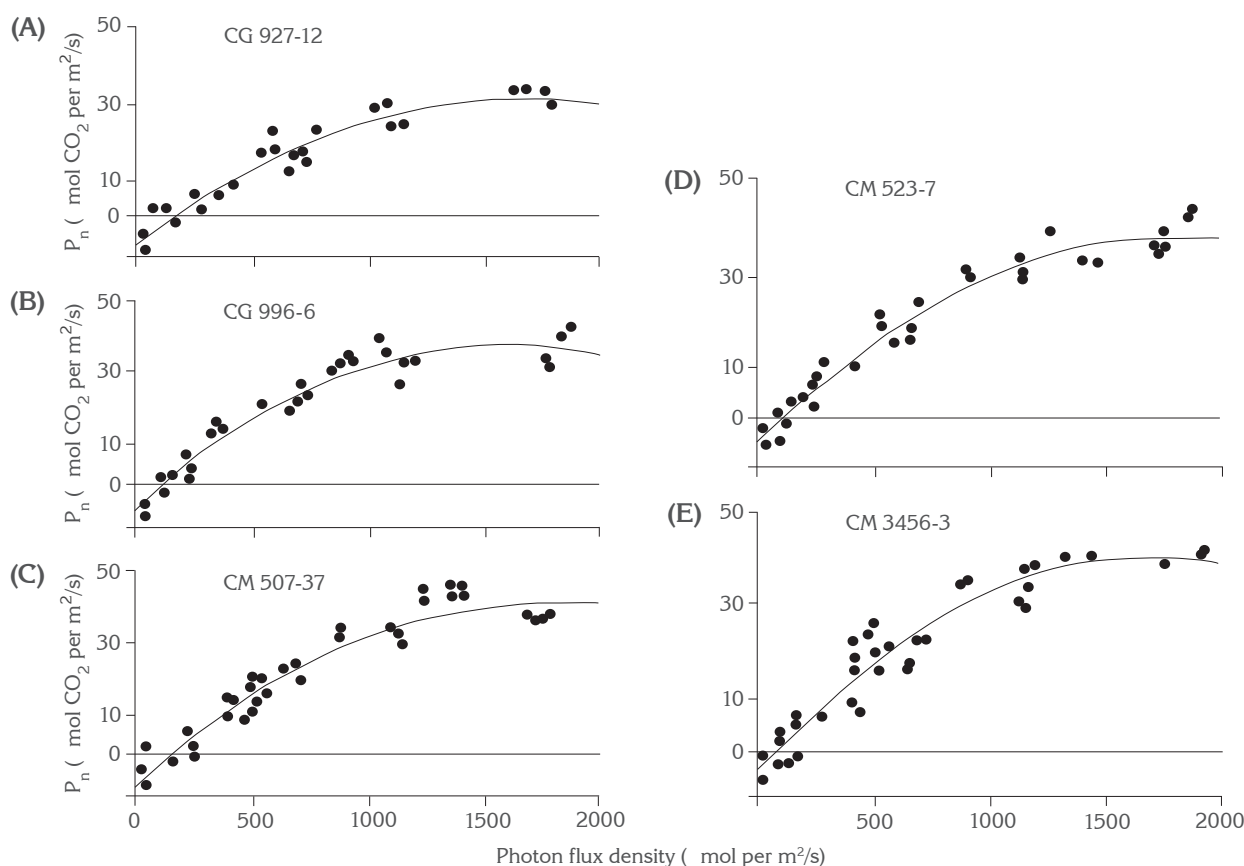 (A)
CG 927-12
50
30
10
0
Pn ( mol CO2 per m2/s)
(B)
CG 996-6
50
30
10
0
Pn ( mol CO2 per m2/s)
(C)
CM 507-37
50
30
10
0
Pn ( mol CO2 per m2/s)
0 500 1000 1500 2000
(D)
CM 523-7
50
30
10
0
(E)
CM 3456-3
50
30
10
0
500 1000 1500 2000
Photon flux density ( mol per m2/s)